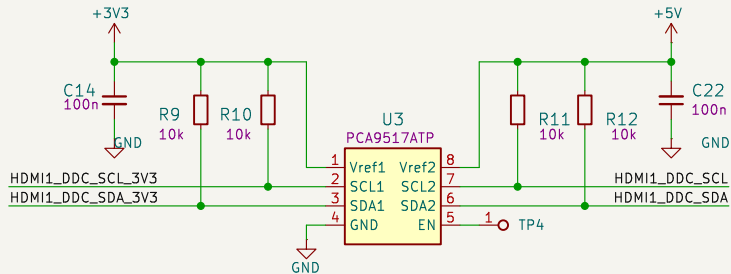 +3V3
+5V
C14
100n
C22
100n
R9
10k
R10
10k
R11
10k
R12
10k
U3
PCA9517ATP
GND
GND
1 Vref1 Vref2 8
HDMI1_DDC_SCL_3V3 2 SCL1 SCL2 7 HDMI1_DDC_SCL
HDMI1_DDC_SDA_3V3 3 SDA1 SDA2 6 HDMI1_DDC_SDA
4 GND EN 5 1 TP4
GND